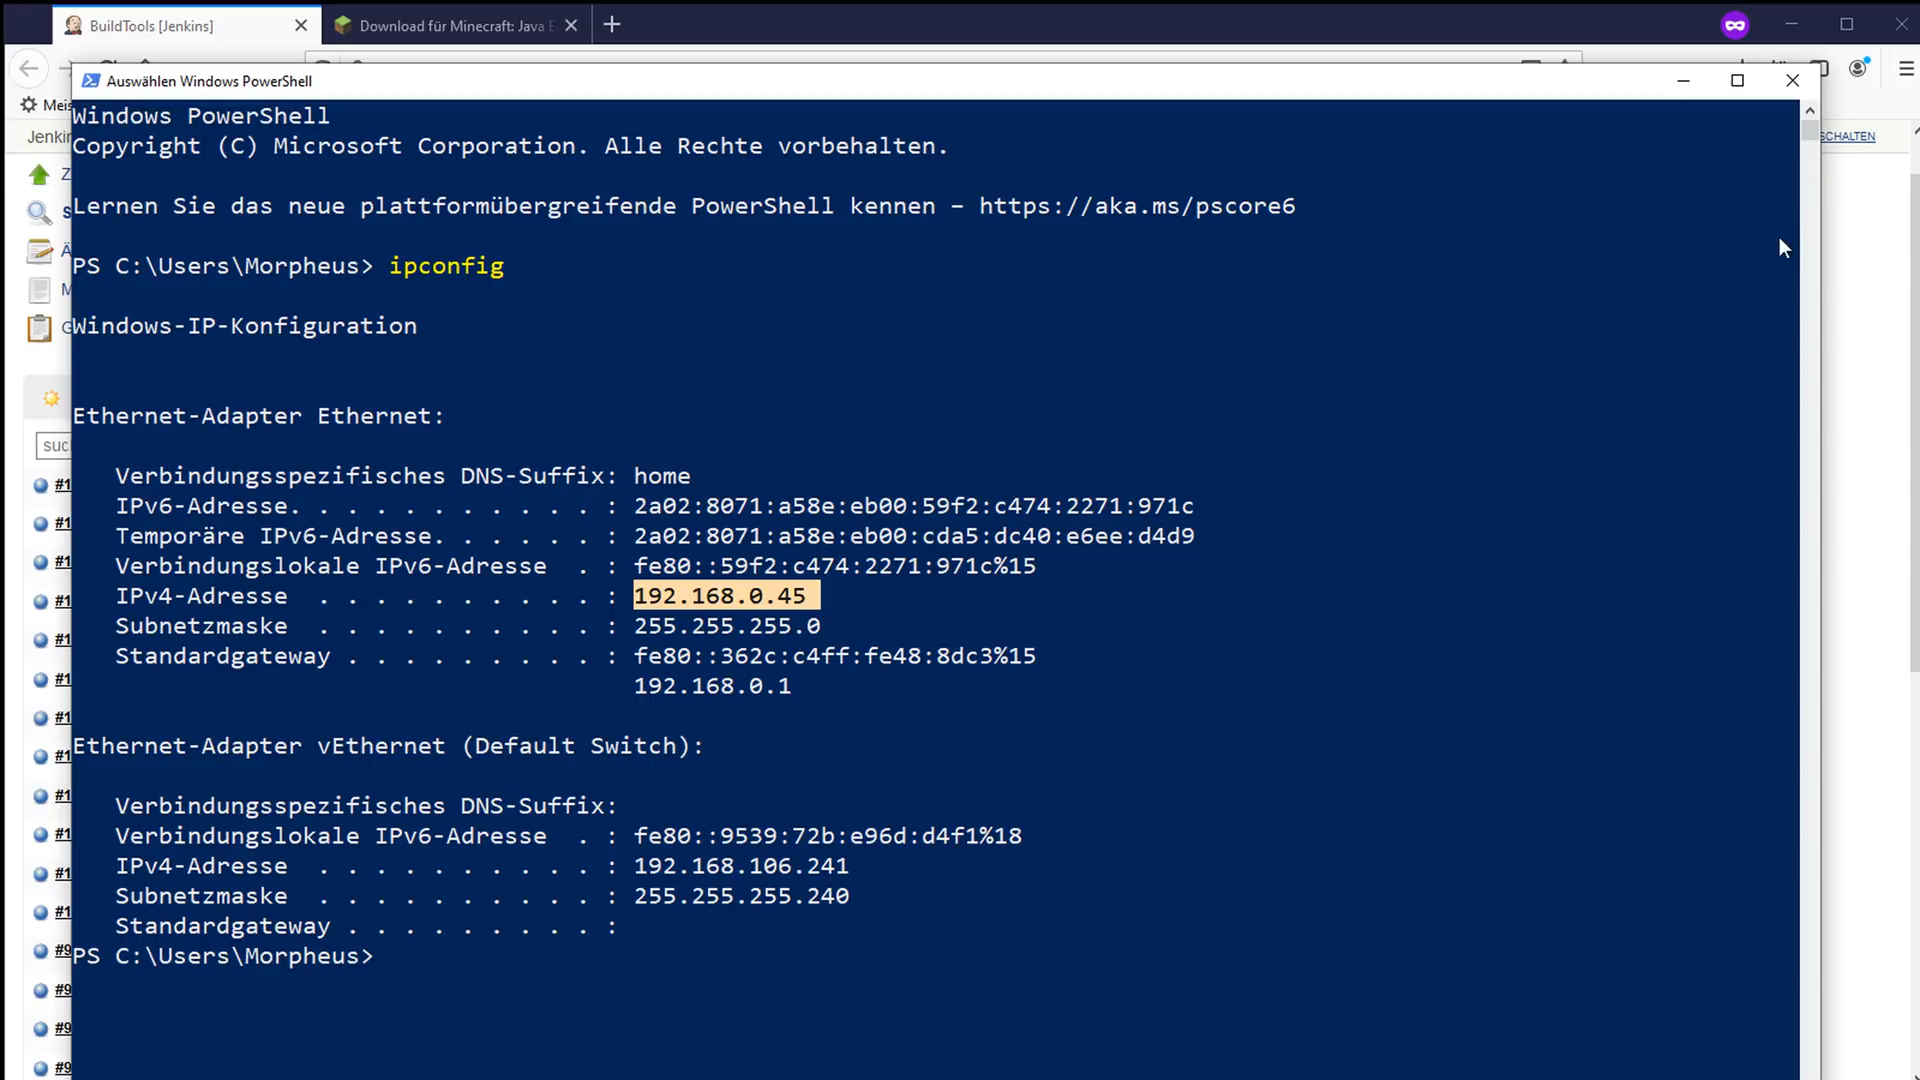 BuildTools [Jenkins]
Download für Minecraft: Java E
Auswählen Windows PowerShell
Meis
Jenkin
SCHALTEN
Windows PowerShell
Copyright (C) Microsoft Corporation. Alle Rechte vorbehalten.
Lernen Sie das neue plattformübergreifende PowerShell kennen – https://aka.ms/pscore6
PS C:\Users\Morpheus> ipconfig
Windows-IP-Konfiguration
Ethernet-Adapter Ethernet:
suc
Verbindungsspezifisches DNS-Suffix: home
IPv6-Adresse. . . . . . . . . . . : 2a02:8071:a58e:eb00:59f2:c474:2271:971c
Temporäre IPv6-Adresse. . . . . . : 2a02:8071:a58e:eb00:cda5:dc40:e6ee:d4d9
Verbindungslokale IPv6-Adresse  . : fe80::59f2:c474:2271:971c%15
IPv4-Adresse  . . . . . . . . . . : 192.168.0.45
Subnetzmaske  . . . . . . . . . . : 255.255.255.0
Standardgateway . . . . . . . . . : fe80::362c:c4ff:fe48:8dc3%15
192.168.0.1
Ethernet-Adapter vEthernet (Default Switch):
Verbindungsspezifisches DNS-Suffix:
Verbindungslokale IPv6-Adresse  . : fe80::9539:72b:e96d:d4f1%18
IPv4-Adresse  . . . . . . . . . . : 192.168.106.241
Subnetzmaske  . . . . . . . . . . : 255.255.255.240
Standardgateway . . . . . . . . . :
PS C:\Users\Morpheus>